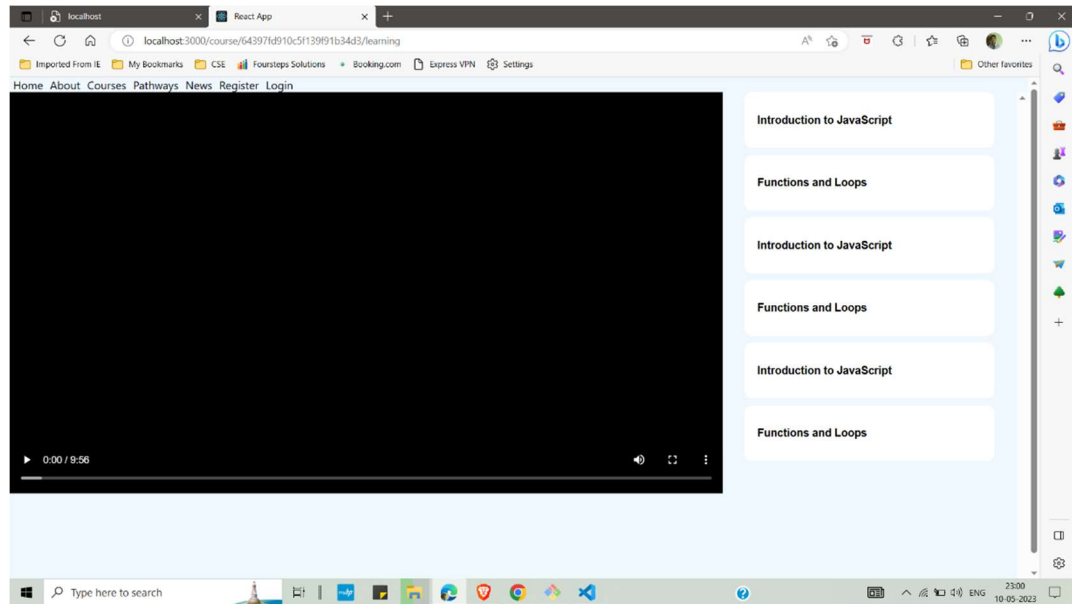 localhost
React App
localhost:3000/course/64397fd910c5f139f91b34d3/learning
Imported From IE My Bookmarks CSE Foursteps Solutions Booking.com Express VPN Settings Other favorites
Home About Courses Pathways News Register Login
Introduction to JavaScript
Functions and Loops
Introduction to JavaScript
Functions and Loops
Introduction to JavaScript
Functions and Loops
0:00 / 9:56
Type here to search
ENG
23:00
10-05-2023